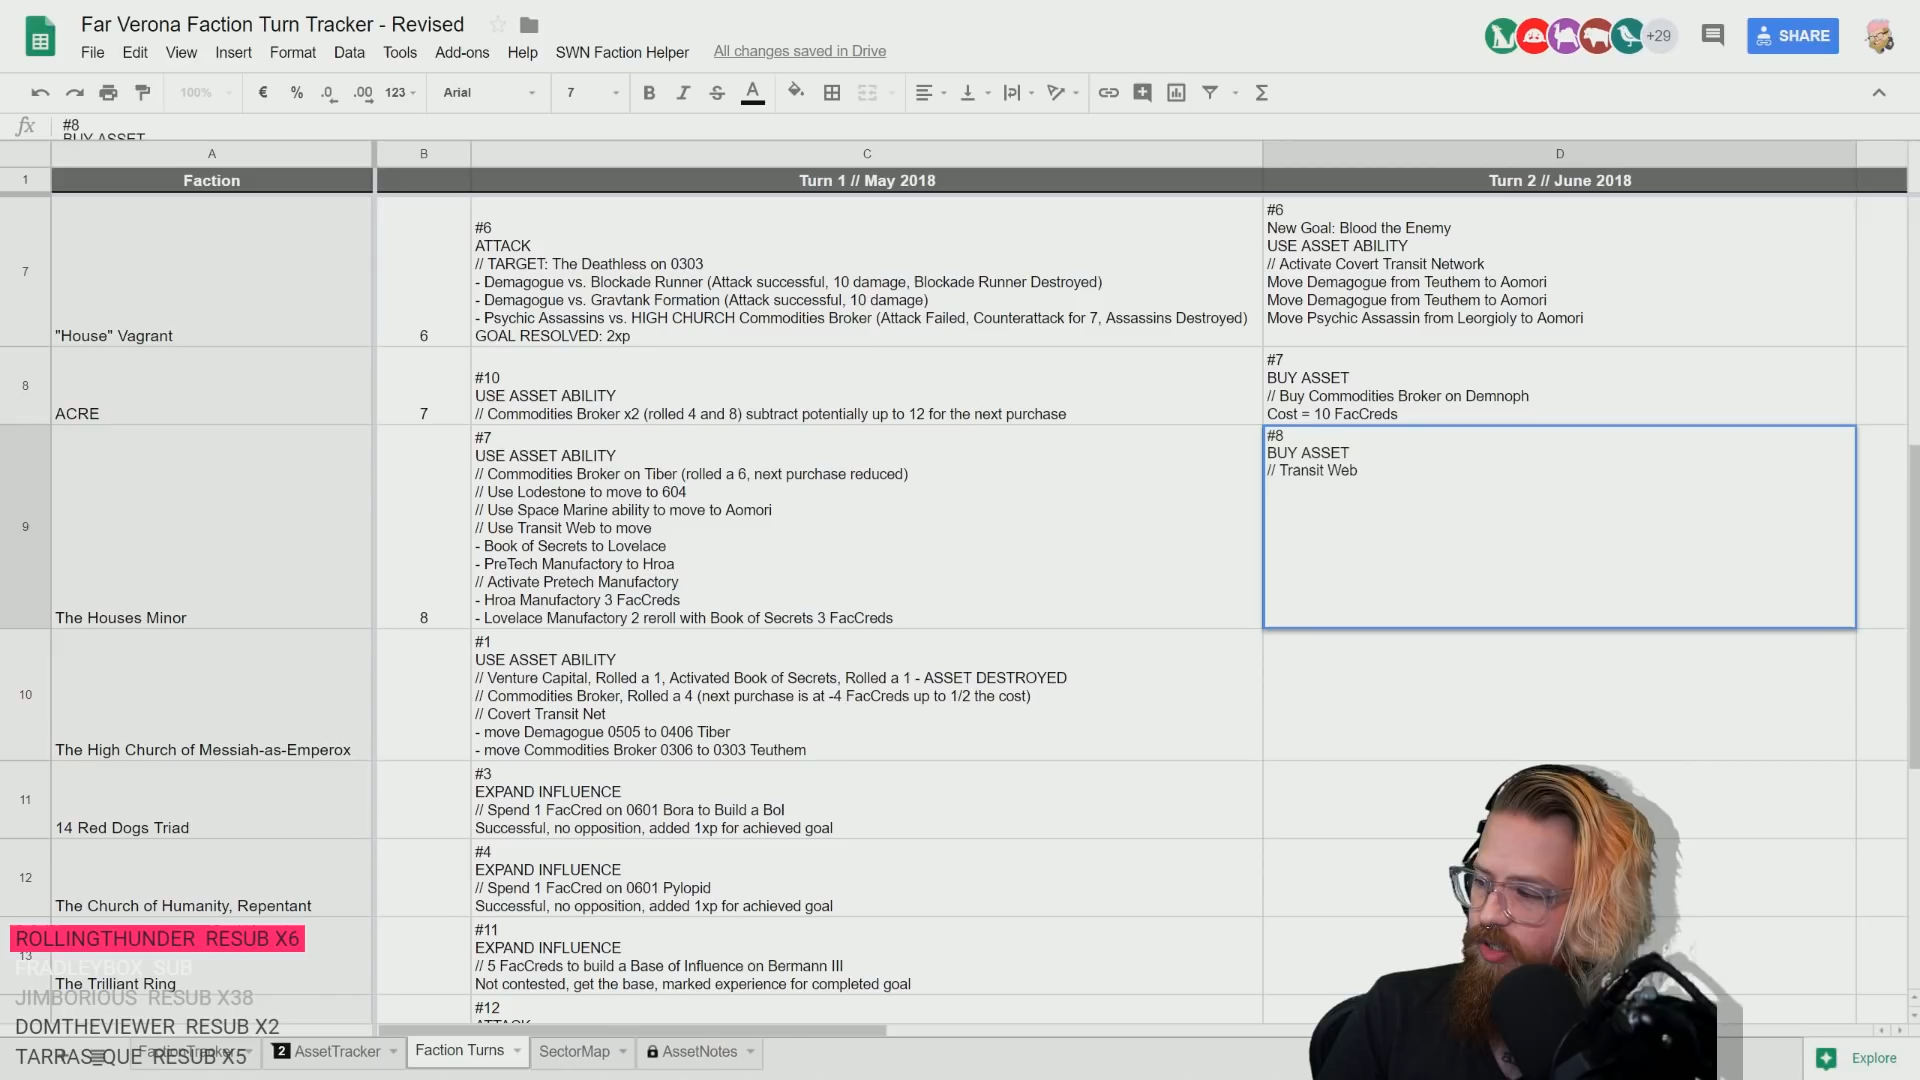 Far Verona Faction Turn Tracker - Revised
File Edit View Insert Format Data Tools Add-ons Help SWN Faction Helper All changes saved in Drive
+29
SHARE
100% € % .0 .00 123 Arial 7 B I S A
fx #8
BUY ASSET
A B C D
1 Faction Turn 1 // May 2018 Turn 2 // June 2018
7 "House" Vagrant 6
#6
ATTACK
// TARGET: The Deathless on 0303
- Demagogue vs. Blockade Runner (Attack successful, 10 damage, Blockade Runner Destroyed)
- Demagogue vs. Gravtank Formation (Attack successful, 10 damage)
- Psychic Assassins vs. HIGH CHURCH Commodities Broker (Attack Failed, Counterattack for 7, Assassins Destroyed)
GOAL RESOLVED: 2xp
#6
New Goal: Blood the Enemy
USE ASSET ABILITY
// Activate Covert Transit Network
Move Demagogue from Teuthem to Aomori
Move Demagogue from Teuthem to Aomori
Move Psychic Assassin from Leorgioly to Aomori
8 ACRE 7
#10
USE ASSET ABILITY
// Commodities Broker x2 (rolled 4 and 8) subtract potentially up to 12 for the next purchase
#7
BUY ASSET
// Buy Commodities Broker on Demnoph
Cost = 10 FacCreds
9 The Houses Minor 8
#7
USE ASSET ABILITY
// Commodities Broker on Tiber (rolled a 6, next purchase reduced)
// Use Lodestone to move to 604
// Use Space Marine ability to move to Aomori
// Use Transit Web to move
- Book of Secrets to Lovelace
- PreTech Manufactory to Hroa
// Activate Pretech Manufactory
- Hroa Manufactory 3 FacCreds
- Lovelace Manufactory 2 reroll with Book of Secrets 3 FacCreds
#8
BUY ASSET
// Transit Web
10 The High Church of Messiah-as-Emperox
#1
USE ASSET ABILITY
// Venture Capital, Rolled a 1, Activated Book of Secrets, Rolled a 1 - ASSET DESTROYED
// Commodities Broker, Rolled a 4 (next purchase is at -4 FacCreds up to 1/2 the cost)
// Covert Transit Net
- move Demagogue 0505 to 0406 Tiber
- move Commodities Broker 0306 to 0303 Teuthem
11 14 Red Dogs Triad
#3
EXPAND INFLUENCE
// Spend 1 FacCred on 0601 Bora to Build a BoI
Successful, no opposition, added 1xp for achieved goal
12 The Church of Humanity, Repentant
#4
EXPAND INFLUENCE
// Spend 1 FacCred on 0601 Pylopid
Successful, no opposition, added 1xp for achieved goal
13 The Trilliant Ring
#11
EXPAND INFLUENCE
// 5 FacCreds to build a Base of Influence on Bermann III
Not contested, get the base, marked experience for completed goal
#12
ATTACK
ROLLINGTHUNDER RESUB X6
FRADLEYBOX SUB
JIMBORIOUS RESUB X38
DOMTHEVIEWER RESUB X2
TARRAS QUE RESUB X5
FactionTracker 2 AssetTracker Faction Turns SectorMap AssetNotes
Explore